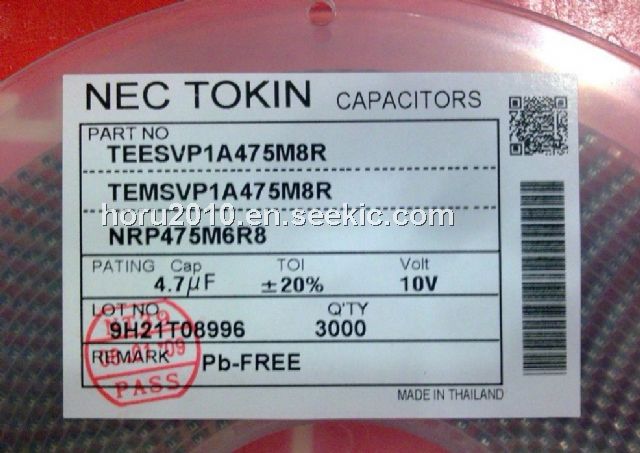 NEC TOKIN CAPACITORS
PART NO
TEESVP1A475M8R
TEMSVP1A475M8R
horu2010.en.seekic.com
NRP475M6R8
PATING Cap TOI Volt
4.7µF ±20% 10V
LOT NO Q'TY
9H21T08996 3000
REMARK Pb-FREE
PASS
MADE IN THAILAND